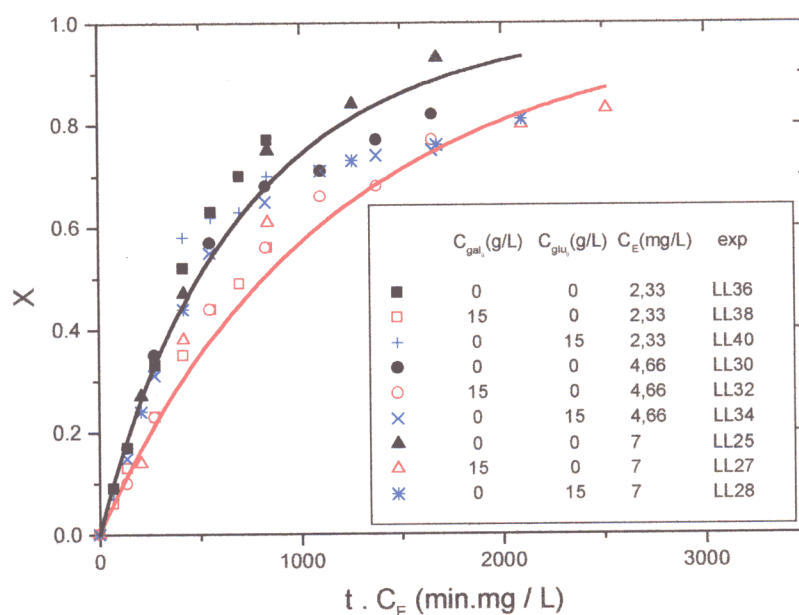 1.0
0.8
0.6
0.4
0.2
0.0
X
0 1000 2000 3000
t . C_E (min.mg / L)
C_gal₀(g/L) C_glu₀(g/L) C_E(mg/L) exp
0 0 2,33 LL36
15 0 2,33 LL38
0 15 2,33 LL40
0 0 4,66 LL30
15 0 4,66 LL32
0 15 4,66 LL34
0 0 7 LL25
15 0 7 LL27
0 15 7 LL28